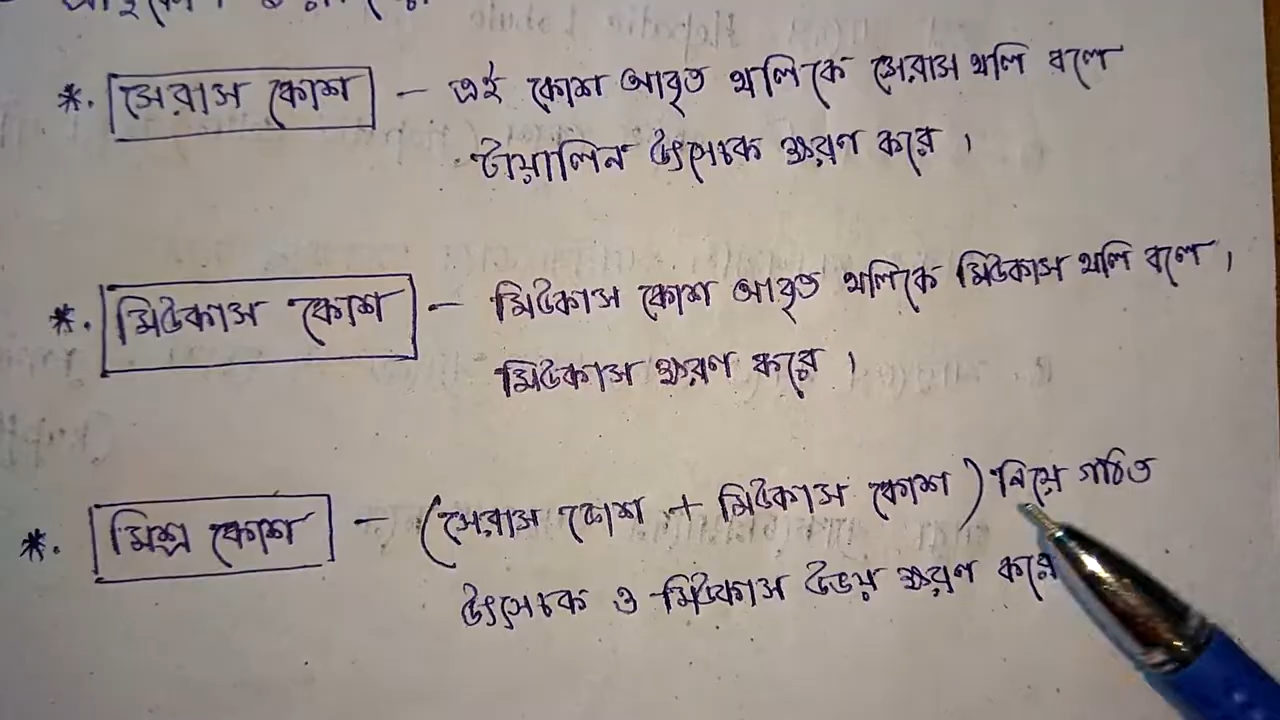 *. সেরাস কোশ - এই কোশ আবৃত থলিকে সেরাস থলি বলে
টায়ালিন উৎসেচক ক্ষরণ করে।
*. মিউকাস কোশ - মিউকাস কোশ আবৃত থলিকে মিউকাস থলি বলে,
মিউকাস ক্ষরণ করে।
*. মিশ্র কোশ - (সেরাস কোশ + মিউকাস কোশ) নিয়ে গঠিত
উৎসেচক ও মিউকাস উভয় ক্ষরণ করে